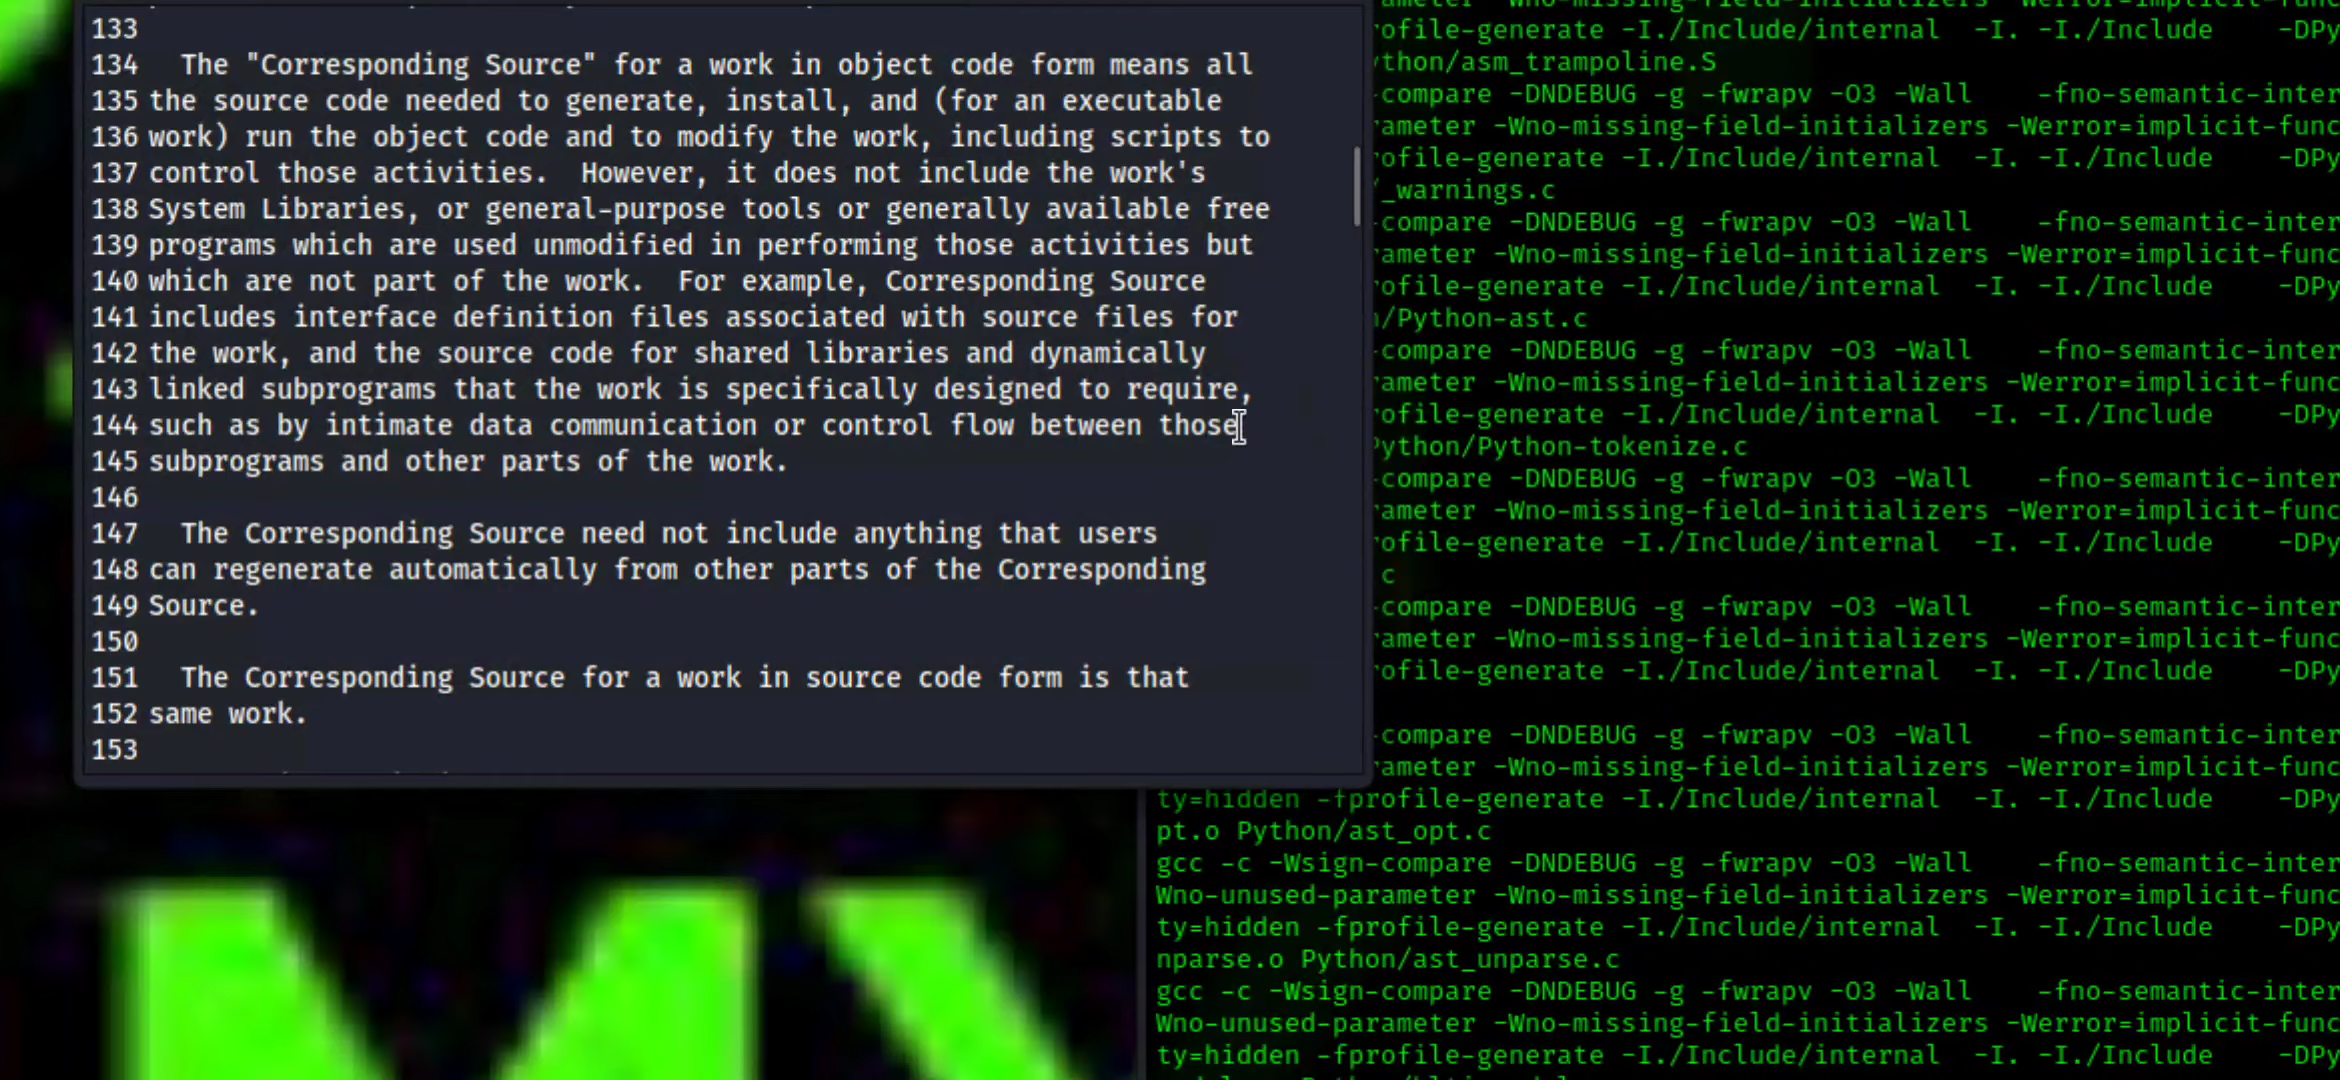 133
134   The "Corresponding Source" for a work in object code form means all
135 the source code needed to generate, install, and (for an executable
136 work) run the object code and to modify the work, including scripts to
137 control those activities.  However, it does not include the work's
138 System Libraries, or general-purpose tools or generally available free
139 programs which are used unmodified in performing those activities but
140 which are not part of the work.  For example, Corresponding Source
141 includes interface definition files associated with source files for
142 the work, and the source code for shared libraries and dynamically
143 linked subprograms that the work is specifically designed to require,
144 such as by intimate data communication or control flow between those
145 subprograms and other parts of the work.
146
147   The Corresponding Source need not include anything that users
148 can regenerate automatically from other parts of the Corresponding
149 Source.
150
151   The Corresponding Source for a work in source code form is that
152 same work.
153
ameter -Wno-missing-field-initializers -Werror=implicit-func
rofile-generate -I./Include/internal  -I. -I./Include    -DPy
ython/asm_trampoline.S
-compare -DNDEBUG -g -fwrapv -O3 -Wall    -fno-semantic-inter
rameter -Wno-missing-field-initializers -Werror=implicit-func
rofile-generate -I./Include/internal  -I. -I./Include    -DPy
/_warnings.c
-compare -DNDEBUG -g -fwrapv -O3 -Wall    -fno-semantic-inter
rameter -Wno-missing-field-initializers -Werror=implicit-func
rofile-generate -I./Include/internal  -I. -I./Include    -DPy
n/Python-ast.c
-compare -DNDEBUG -g -fwrapv -O3 -Wall    -fno-semantic-inter
rameter -Wno-missing-field-initializers -Werror=implicit-func
rofile-generate -I./Include/internal  -I. -I./Include    -DPy
Python/Python-tokenize.c
-compare -DNDEBUG -g -fwrapv -O3 -Wall    -fno-semantic-inter
rameter -Wno-missing-field-initializers -Werror=implicit-func
rofile-generate -I./Include/internal  -I. -I./Include    -DPy
c
-compare -DNDEBUG -g -fwrapv -O3 -Wall    -fno-semantic-inter
rameter -Wno-missing-field-initializers -Werror=implicit-func
rofile-generate -I./Include/internal  -I. -I./Include    -DPy
-compare -DNDEBUG -g -fwrapv -O3 -Wall    -fno-semantic-inter
rameter -Wno-missing-field-initializers -Werror=implicit-func
ty=hidden -fprofile-generate -I./Include/internal  -I. -I./Include    -DPy
pt.o Python/ast_opt.c
gcc -c -Wsign-compare -DNDEBUG -g -fwrapv -O3 -Wall    -fno-semantic-inter
Wno-unused-parameter -Wno-missing-field-initializers -Werror=implicit-func
ty=hidden -fprofile-generate -I./Include/internal  -I. -I./Include    -DPy
nparse.o Python/ast_unparse.c
gcc -c -Wsign-compare -DNDEBUG -g -fwrapv -O3 -Wall    -fno-semantic-inter
Wno-unused-parameter -Wno-missing-field-initializers -Werror=implicit-func
ty=hidden -fprofile-generate -I./Include/internal  -I. -I./Include    -DPy